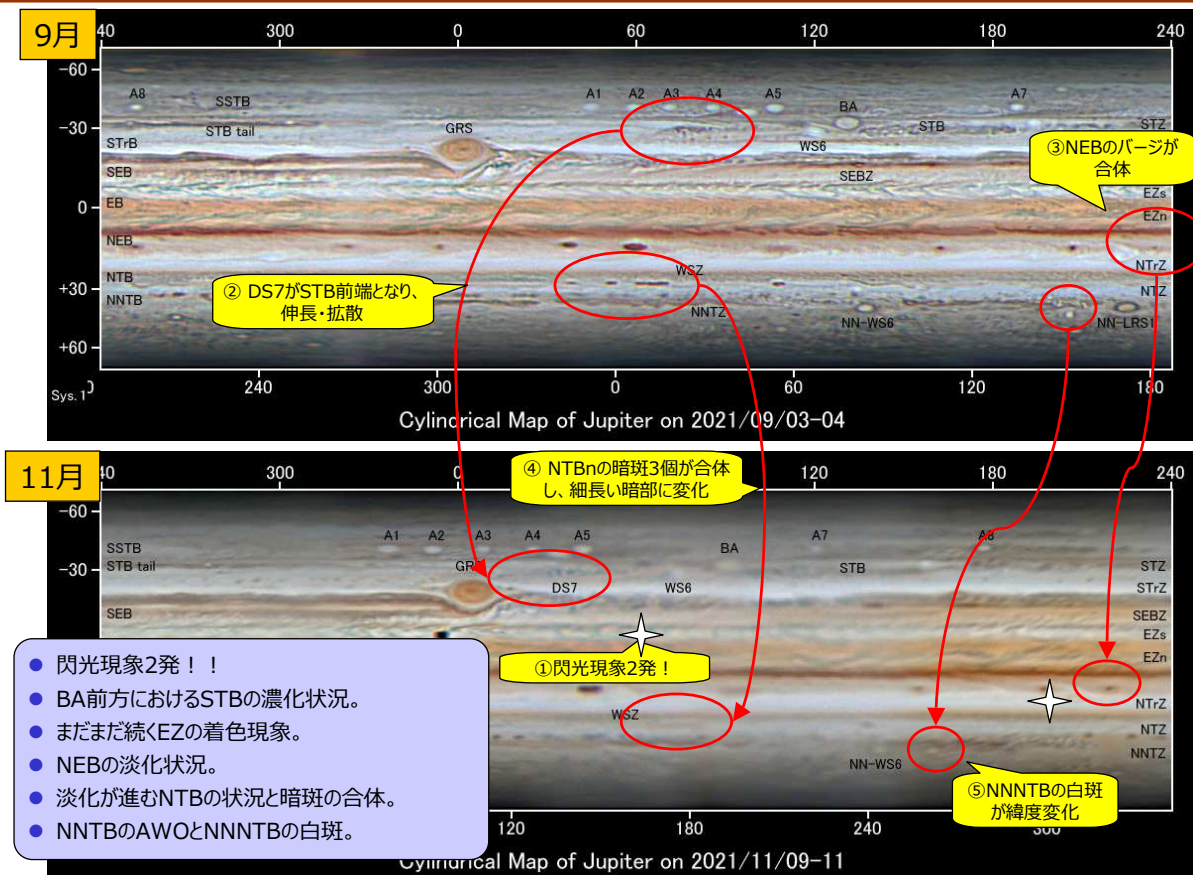 9月
40 300 0 60 120 180 240
-60
A8 A1 A2 A3 A4 A5 BA A7
SSTB
-30
STB tail
GRS
STB
STZ
STrB
WS6
③NEBのバージが
合体
SEB
SEBZ
EZs
0
EB
EZn
NEB
NTrZ
NTB
WSZ
+30
NTZ
② DS7がSTB前端となり、
伸長・拡散
NNTB
NNTZ
NN-WS6
NN-LRS1
+60
Sys.1
240 300 0 60 120 180
Cylindrical Map of Jupiter on 2021/09/03-04
11月
40 300 0 120 180 240
④ NTBnの暗斑3個が合体
し、細長い暗部に変化
-60
A1 A2 A3 A4 A5 A7 A8
SSTB
BA
STB tail
-30
GRS
STB
STZ
DS7
WS6
STrZ
SEB
SEBZ
EZs
①閃光現象2発！
EZn
NTrZ
WSZ
NTZ
NN-WS6
NNTZ
⑤NNNTBの白斑
が緯度変化
● 閃光現象2発！！
● BA前方におけるSTBの濃化状況。
● まだまだ続くEZの着色現象。
● NEBの淡化状況。
● 淡化が進むNTBの状況と暗斑の合体。
● NNTBのAWOとNNNTBの白斑。
120 180 240 300
Cylindrical Map of Jupiter on 2021/11/09-11